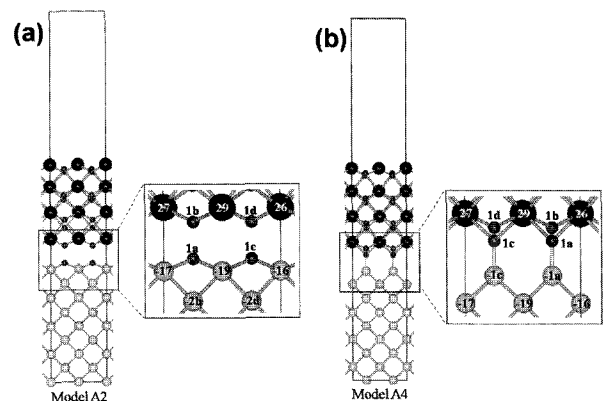 (a)
(b)
27 29 26
1b 1d
1a 1c
-17 -19 -16
-2b -2d
27 29 26
1d 1b
1c 1a
-1c -1a
-17 -19 -16
Model A2
Model A4